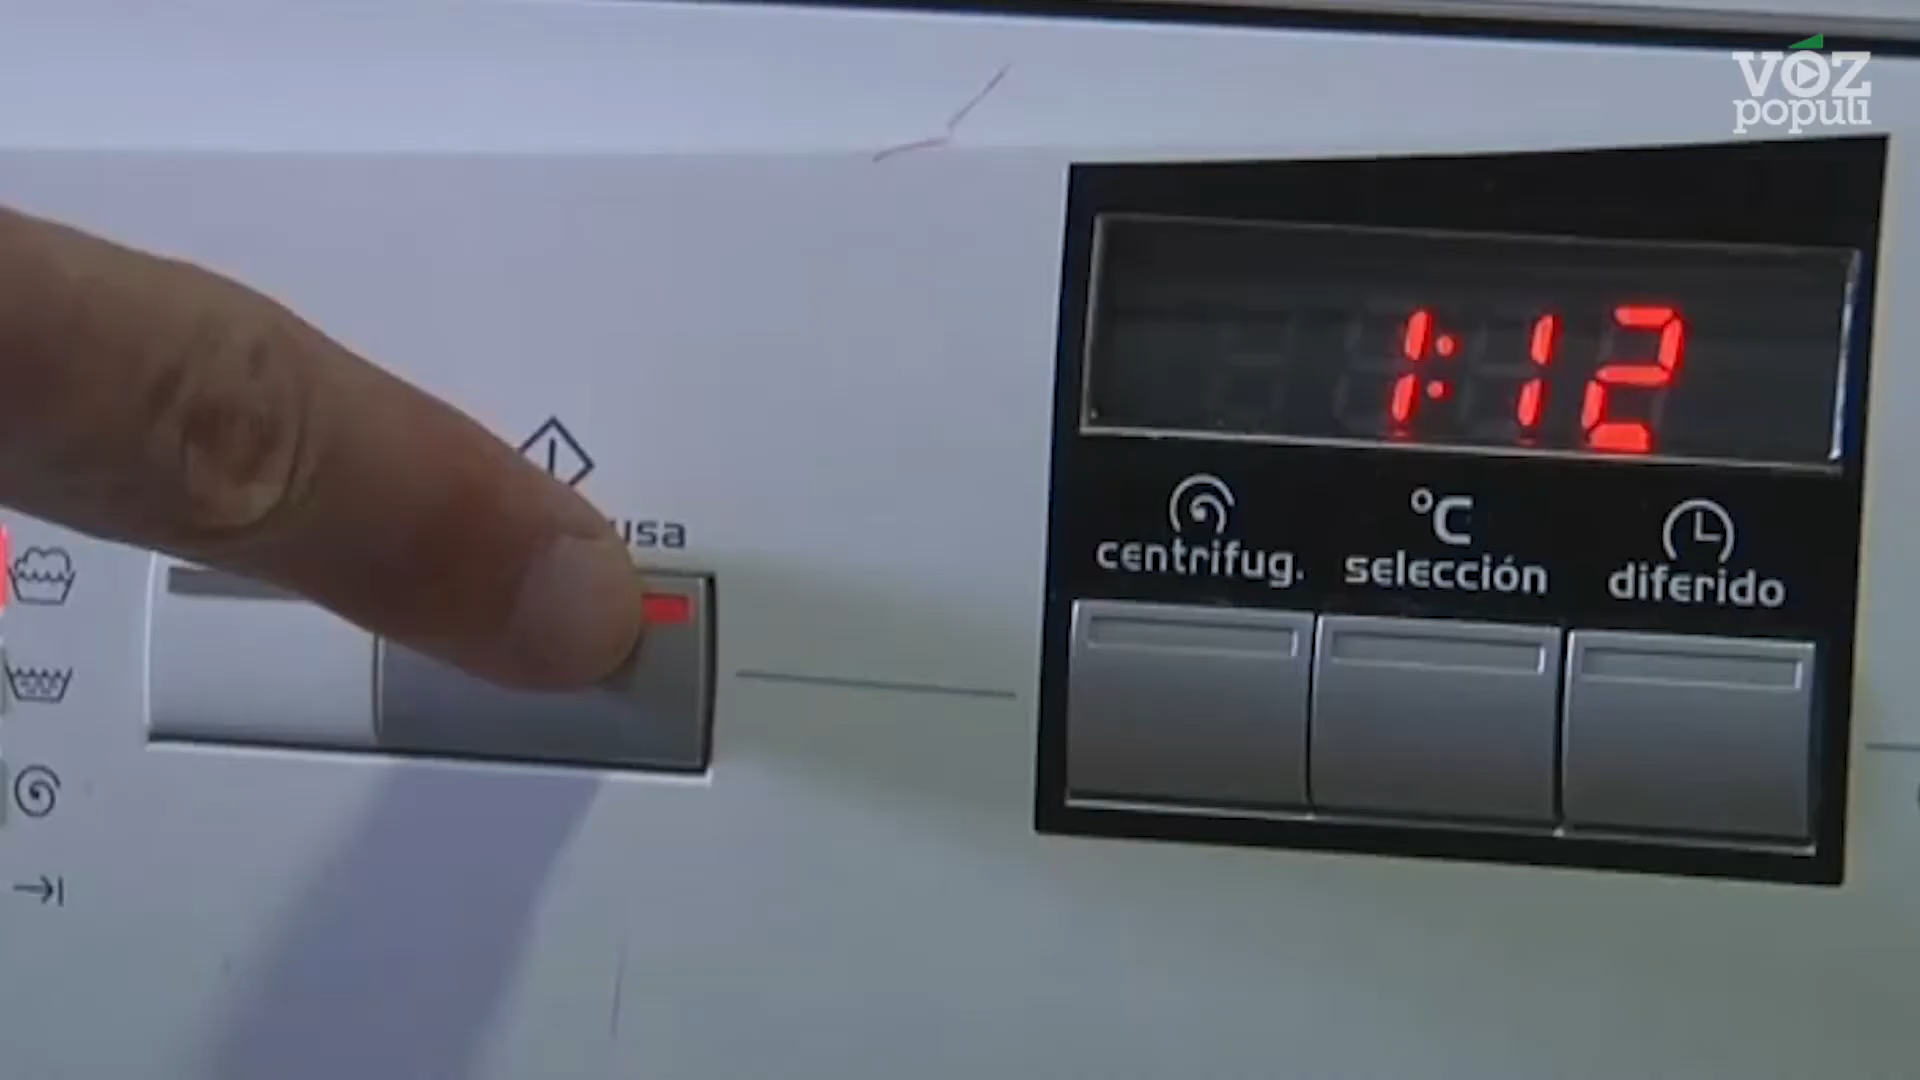 VOZ
populi
1:12
usa
centrifug.
°C
selección
diferido